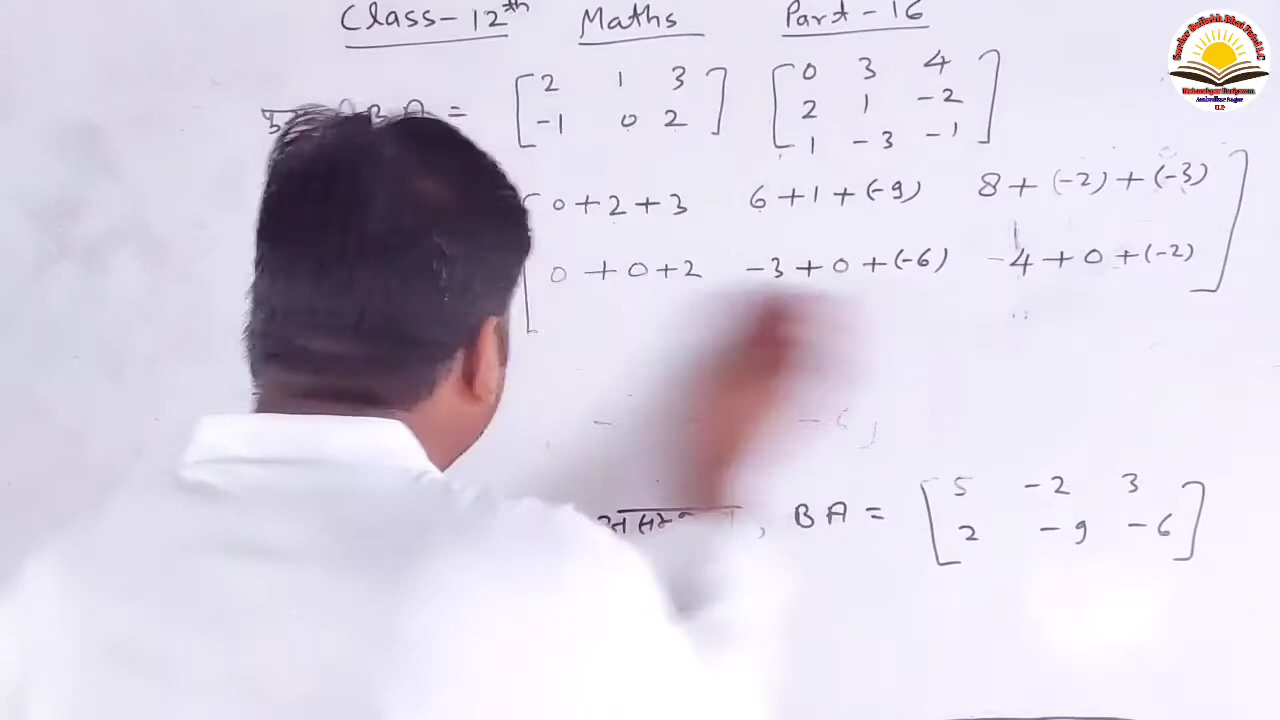 Class-12th Maths Part-16
BA = [ 2 1 3 ] [ 0 3 4 ]
[ -1 0 2 ] [ 2 1 -2 ]
[ 1 -3 -1 ]
0+2+3 6+1+(-9) 8+(-2)+(-3) ]
0+0+2 -3+0+(-6) -4+0+(-2) ]
, BA = [ 5 -2 3 ]
[ 2 -9 -6 ]